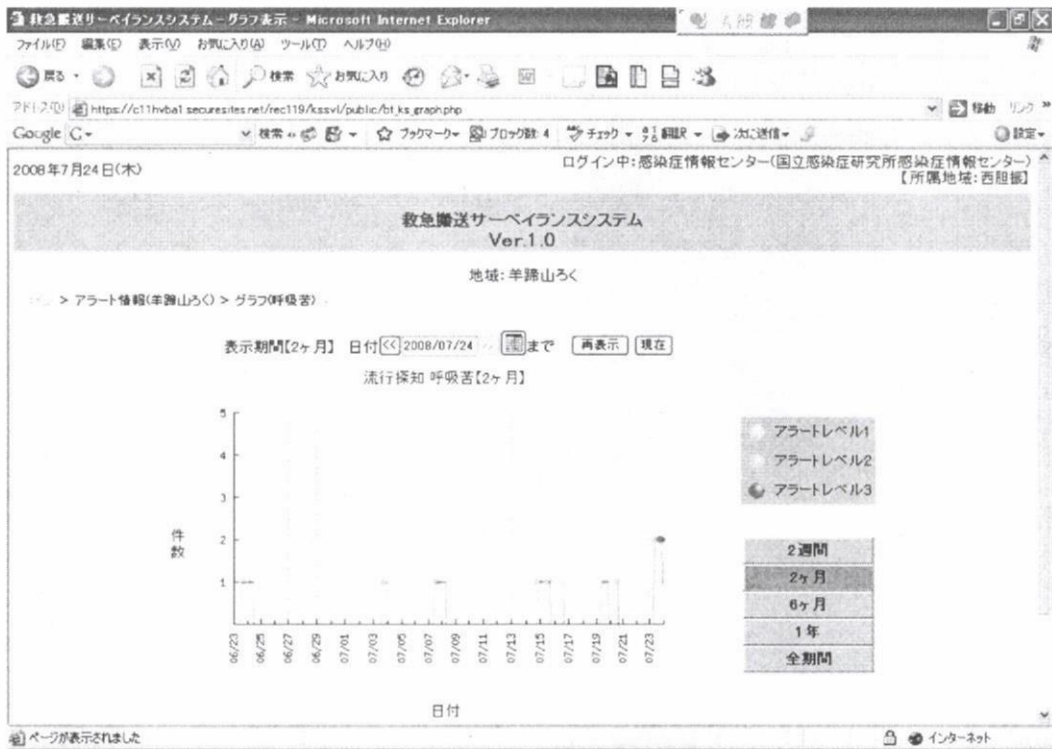 救急搬送サーベイランスシステム - グラフ表示 - Microsoft Internet Explorer
ファイル(F) 編集(E) 表示(V) お気に入り(A) ツール(T) ヘルプ(H)
戻る 検索 お気に入り
アドレス(D) https://c11hvba1.securesites.net/rec119/kssvl/public/bt_ks_graph.php 移動 リンク »
Google G 検索 ブックマーク ブロック数: 4 チェック 翻訳 次に送信 設定
2008年7月24日(木)
ログイン中:感染症情報センター(国立感染症研究所感染症情報センター)
【所属地域:西胆振】
救急搬送サーベイランスシステム
Ver.1.0
地域:羊蹄山ろく
> アラート情報(羊蹄山ろく) > グラフ(呼吸苦)
表示期間【2ヶ月】 日付 << 2008/07/24 まで 再表示 現在
流行探知 呼吸苦【2ヶ月】
5
4
3
2
1
件数
06/23 06/25 06/27 06/29 07/01 07/03 07/05 07/07 07/09 07/11 07/13 07/15 07/17 07/19 07/21 07/23
日付
アラートレベル1
アラートレベル2
アラートレベル3
2週間
2ヶ月
6ヶ月
1年
全期間
ページが表示されました
インターネット